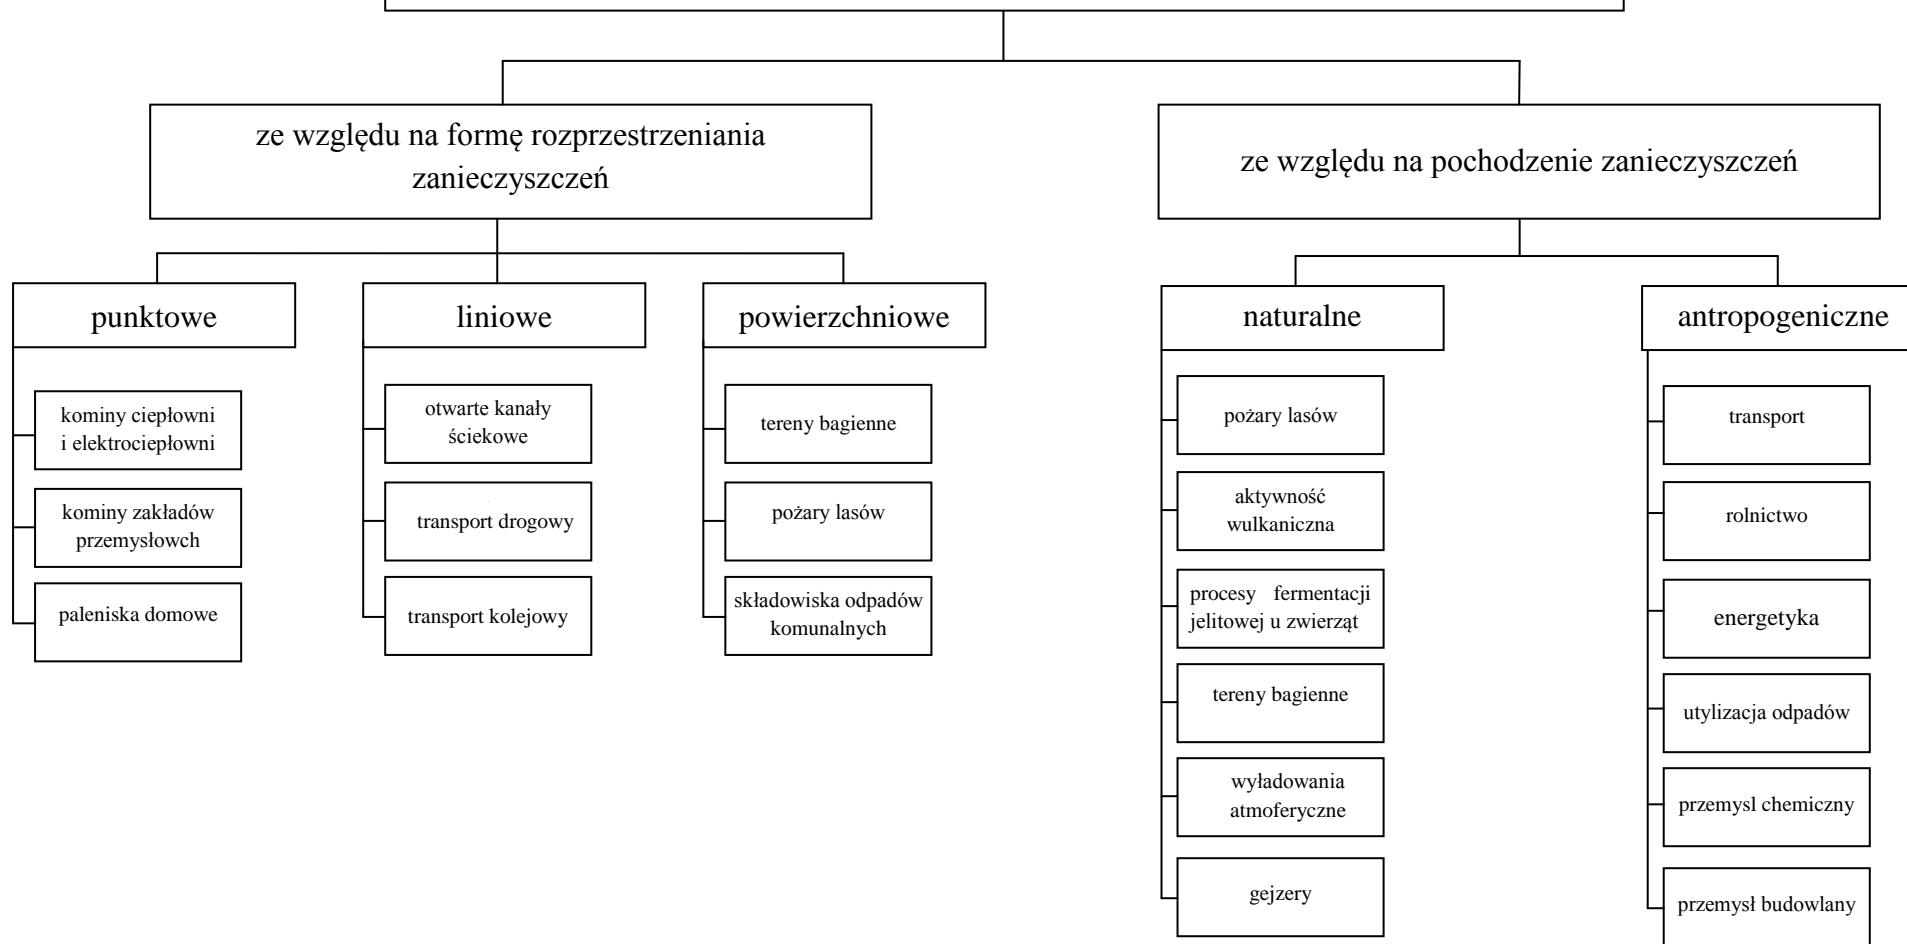 ze względu na formę rozprzestrzeniania
zanieczyszczeń
ze względu na pochodzenie zanieczyszczeń
punktowe
liniowe
powierzchniowe
naturalne
antropogeniczne
kominy ciepłowni
i elektrociepłowni
kominy zakładów
przemysłowch
paleniska domowe
otwarte kanały
ściekowe
transport drogowy
transport kolejowy
tereny bagienne
pożary lasów
składowiska odpadów
komunalnych
pożary lasów
aktywność
wulkaniczna
procesy fermentacji
jelitowej u zwierząt
tereny bagienne
wyładowania
atmoferyczne
gejzery
transport
rolnictwo
energetyka
utylizacja odpadów
przemysl chemiczny
przemysł budowlany